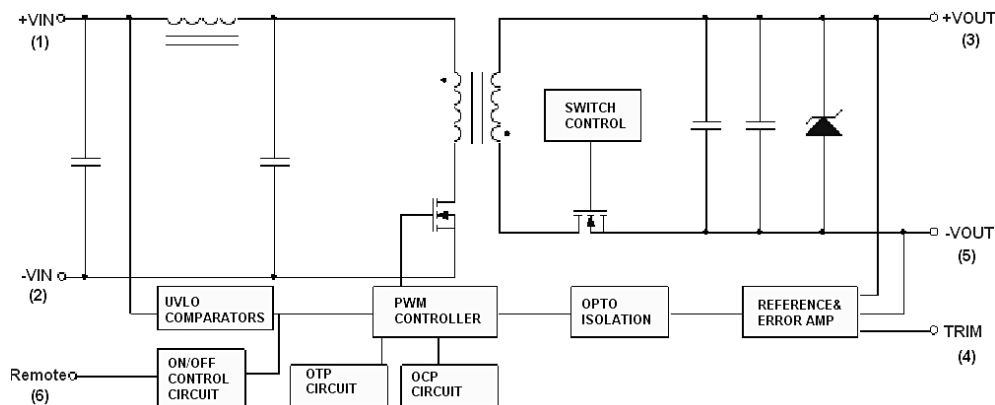 +VIN
(1)
+VOUT
(3)
SWITCH
CONTROL
-VIN
(2)
-VOUT
(5)
UVLO
COMPARATORS
PWM
CONTROLLER
OPTO
ISOLATION
REFERENCE&
ERROR AMP
TRIM
(4)
Remote
(6)
ON/OFF
CONTROL
CIRCUIT
OTP
CIRCUIT
OCP
CIRCUIT